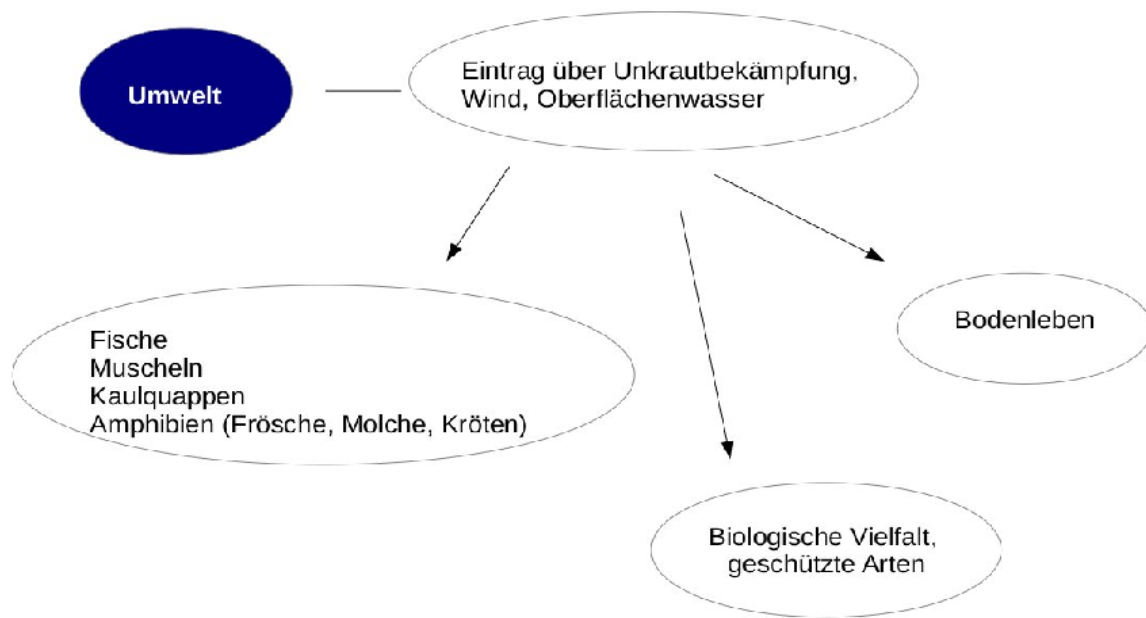 Umwelt
Eintrag über Unkrautbekämpfung,
Wind, Oberflächenwasser
Fische
Muscheln
Kaulquappen
Amphibien (Frösche, Molche, Kröten)
Bodenleben
Biologische Vielfalt,
geschützte Arten